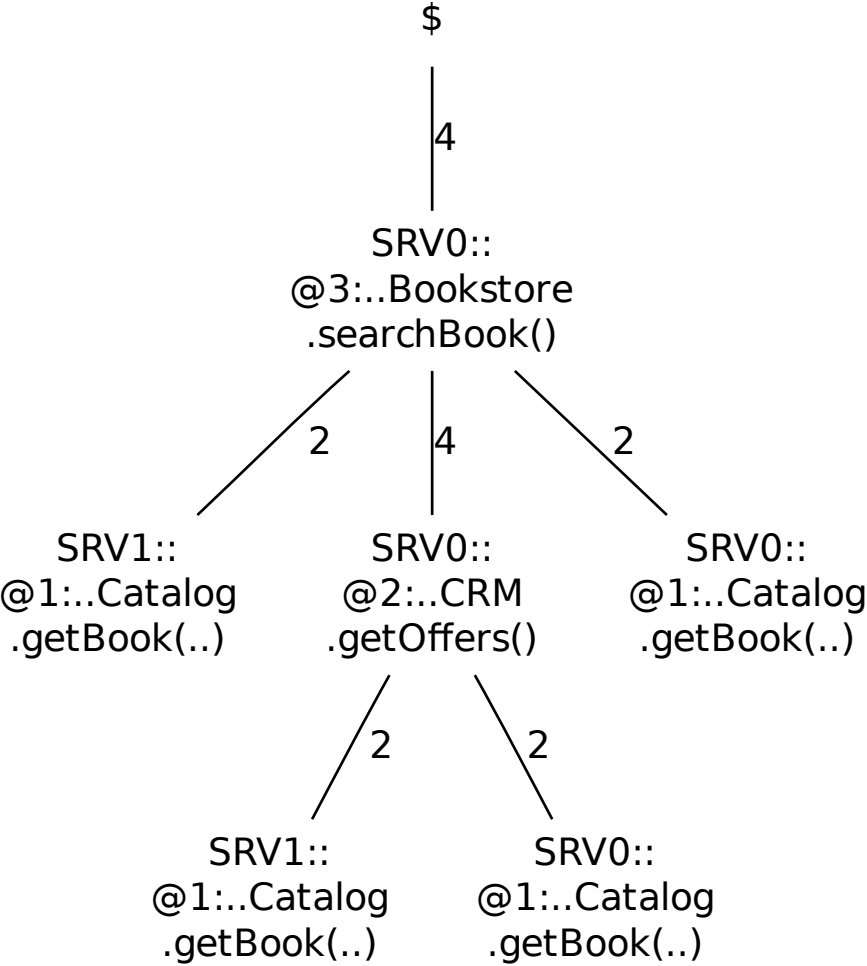 $
4
SRV0::
@3:..Bookstore
.searchBook()
2
4
2
SRV1::
@1:..Catalog
.getBook(..)
SRV0::
@2:..CRM
.getOffers()
SRV0::
@1:..Catalog
.getBook(..)
2
2
SRV1::
@1:..Catalog
.getBook(..)
SRV0::
@1:..Catalog
.getBook(..)